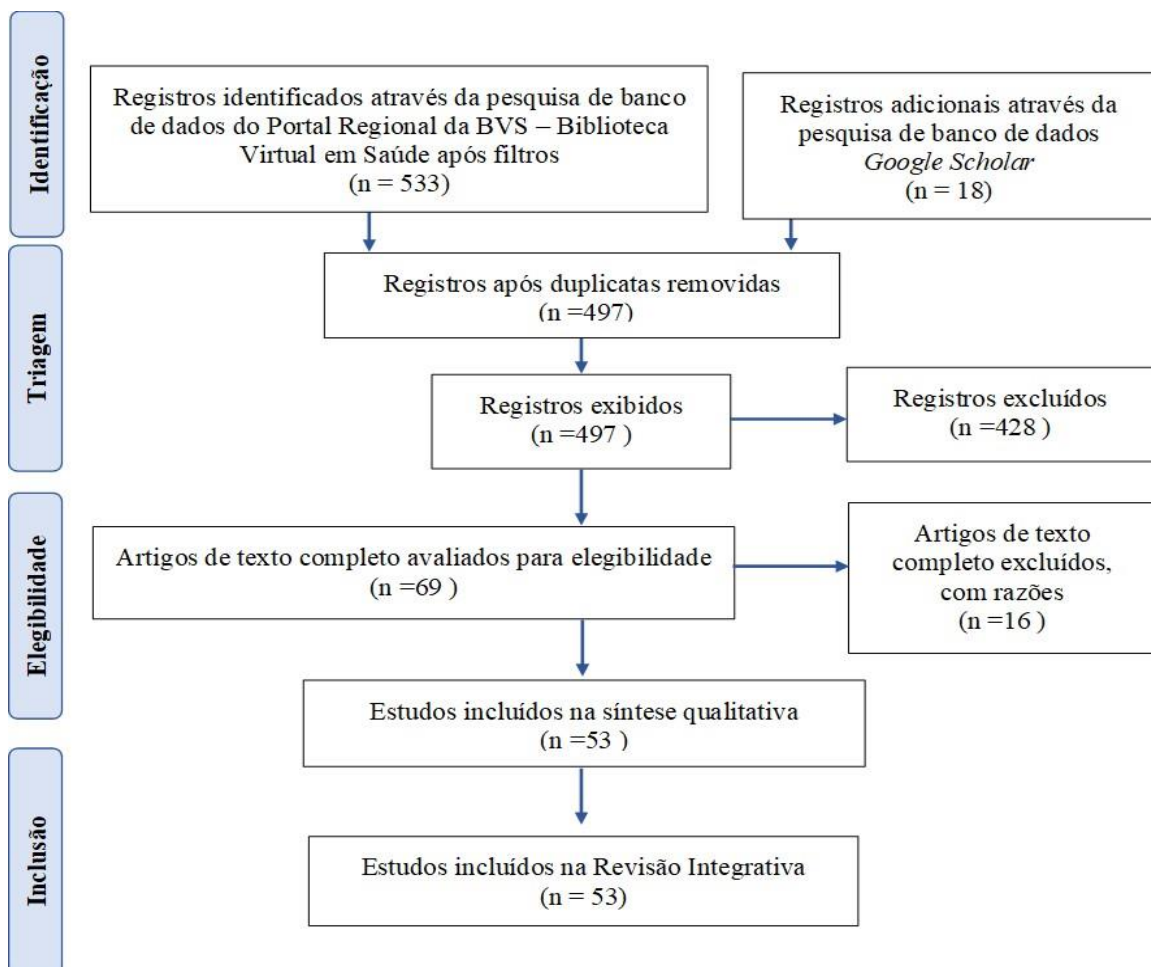 Identificação
Registros identificados através da pesquisa de banco
de dados do Portal Regional da BVS – Biblioteca
Virtual em Saúde após filtros
(n = 533)
Registros adicionais através da
pesquisa de banco de dados
Google Scholar
(n = 18)
Triagem
Registros após duplicatas removidas
(n =497)
Registros exibidos
(n =497 )
Registros excluídos
(n =428 )
Elegibilidade
Artigos de texto completo avaliados para elegibilidade
(n =69 )
Artigos de texto
completo excluídos,
com razões
(n =16 )
Estudos incluídos na síntese qualitativa
(n =53 )
Inclusão
Estudos incluídos na Revisão Integrativa
(n = 53)